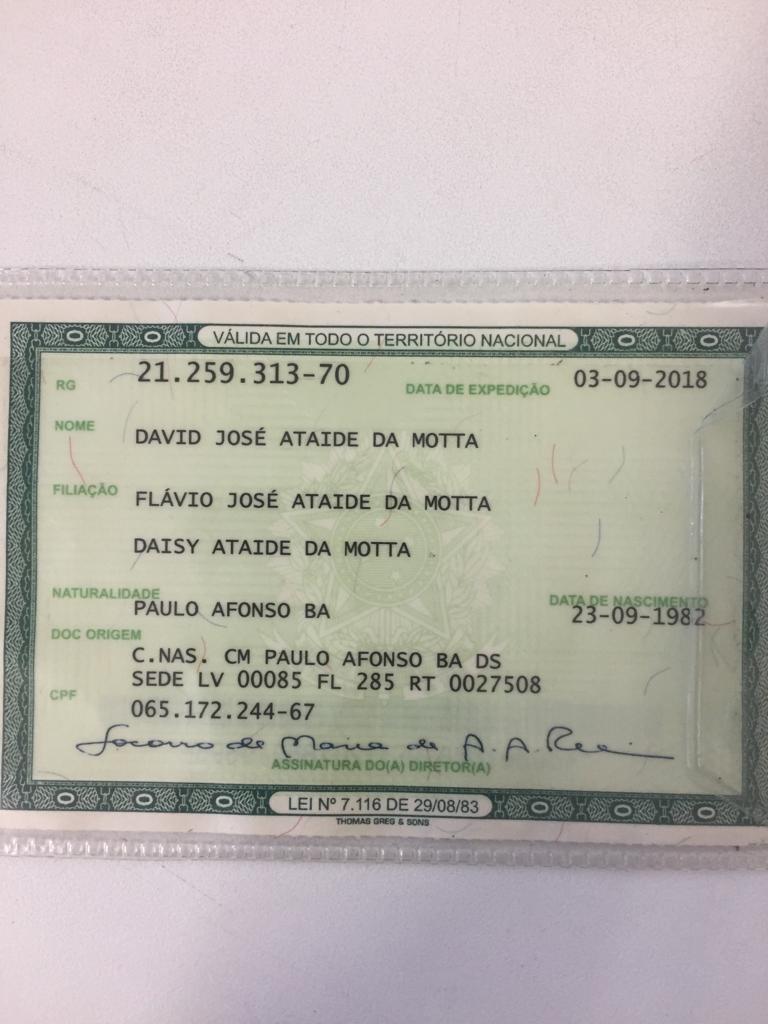 VÁLIDA EM TODO O TERRITÓRIO NACIONAL
RG 21.259.313-70 DATA DE EXPEDIÇÃO 03-09-2018
NOME DAVID JOSÉ ATAIDE DA MOTTA
FILIAÇÃO FLÁVIO JOSÉ ATAIDE DA MOTTA
DAISY ATAIDE DA MOTTA
NATURALIDADE DATA DE NASCIMENTO
PAULO AFONSO BA 23-09-1982
DOC ORIGEM
C.NAS. CM PAULO AFONSO BA DS
SEDE LV 00085 FL 285 RT 0027508
CPF 065.172.244-67
Socorro de Maria de A. A.
ASSINATURA DO(A) DIRETOR(A)
LEI Nº 7.116 DE 29/08/83
THOMAS GREG & SONS